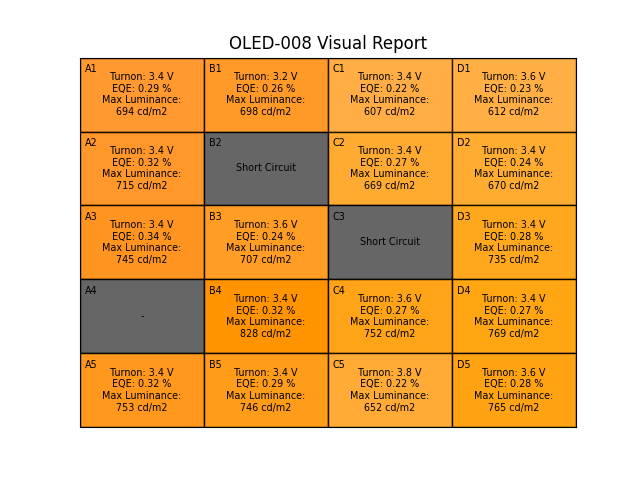 OLED-008 Visual Report
A1
Turnon: 3.4 V
EQE: 0.29 %
Max Luminance:
694 cd/m2
B1
Turnon: 3.2 V
EQE: 0.26 %
Max Luminance:
698 cd/m2
C1
Turnon: 3.4 V
EQE: 0.22 %
Max Luminance:
607 cd/m2
D1
Turnon: 3.6 V
EQE: 0.23 %
Max Luminance:
612 cd/m2
A2
Turnon: 3.4 V
EQE: 0.32 %
Max Luminance:
715 cd/m2
B2
Short Circuit
C2
Turnon: 3.4 V
EQE: 0.27 %
Max Luminance:
669 cd/m2
D2
Turnon: 3.4 V
EQE: 0.24 %
Max Luminance:
670 cd/m2
A3
Turnon: 3.4 V
EQE: 0.34 %
Max Luminance:
745 cd/m2
B3
Turnon: 3.6 V
EQE: 0.24 %
Max Luminance:
707 cd/m2
C3
Short Circuit
D3
Turnon: 3.4 V
EQE: 0.28 %
Max Luminance:
735 cd/m2
A4
-
B4
Turnon: 3.4 V
EQE: 0.32 %
Max Luminance:
828 cd/m2
C4
Turnon: 3.6 V
EQE: 0.27 %
Max Luminance:
752 cd/m2
D4
Turnon: 3.4 V
EQE: 0.27 %
Max Luminance:
769 cd/m2
A5
Turnon: 3.4 V
EQE: 0.32 %
Max Luminance:
753 cd/m2
B5
Turnon: 3.4 V
EQE: 0.29 %
Max Luminance:
746 cd/m2
C5
Turnon: 3.8 V
EQE: 0.22 %
Max Luminance:
652 cd/m2
D5
Turnon: 3.6 V
EQE: 0.28 %
Max Luminance:
765 cd/m2